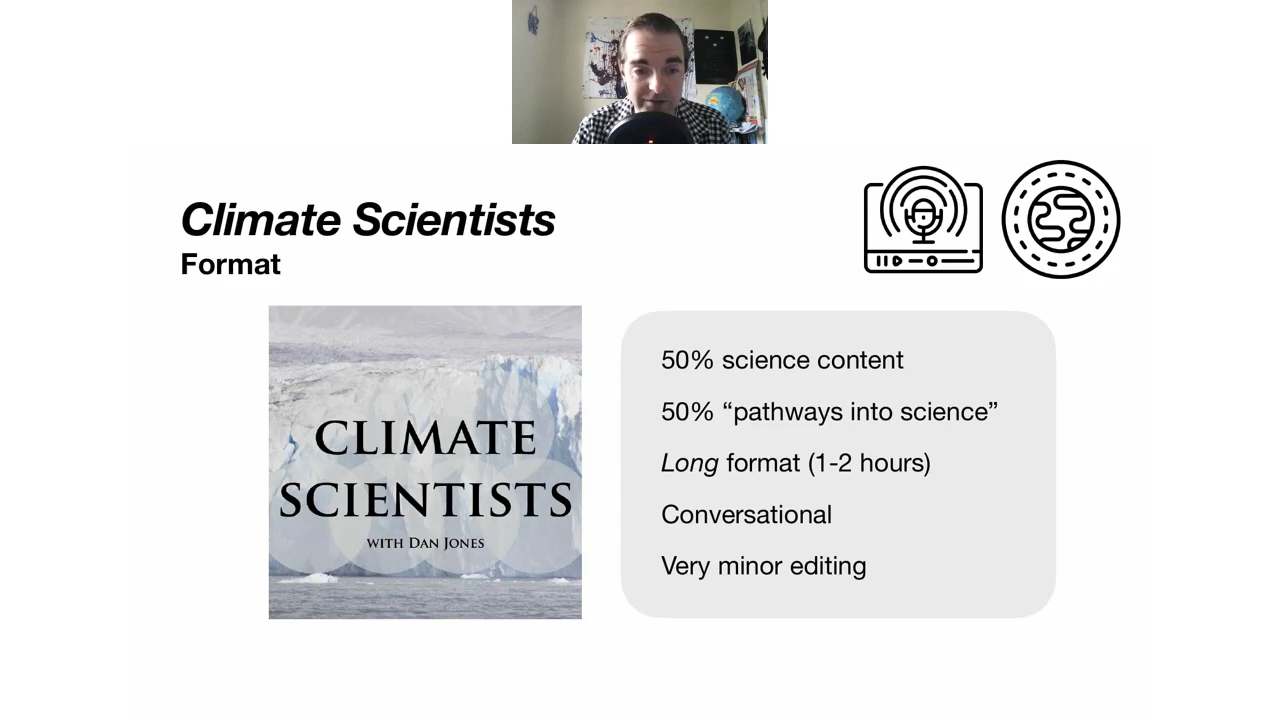 Climate Scientists
Format
CLIMATE
SCIENTISTS
WITH DAN JONES
50% science content
50% “pathways into science”
Long format (1-2 hours)
Conversational
Very minor editing